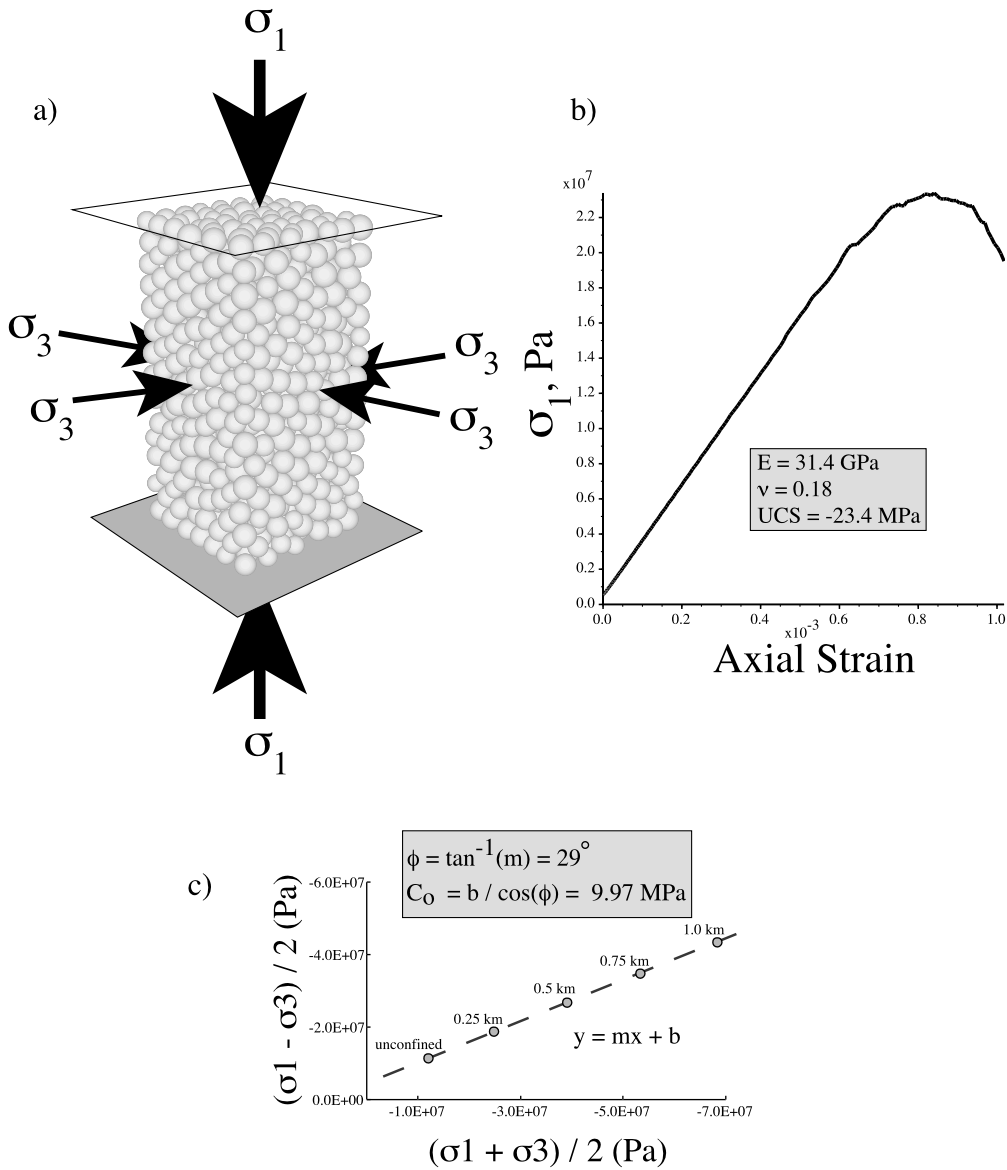 σ1
a)
σ3
σ3
σ3
σ3
σ1
b)
x10^7
2.2
2.0
1.8
1.6
1.4
1.2
1.0
0.8
0.6
0.4
0.2
0.0
σ1, Pa
E = 31.4 GPa
ν = 0.18
UCS = -23.4 MPa
0.0 0.2 0.4 0.6 0.8 1.0
x10^-3
Axial Strain
c)
ϕ = tan^-1(m) = 29°
C_o = b / cos(ϕ) = 9.97 MPa
(σ1 - σ3) / 2 (Pa)
-6.0E+07
-4.0E+07
-2.0E+07
0.0E+00
1.0 km
0.75 km
0.5 km
0.25 km
unconfined
y = mx + b
-1.0E+07 -3.0E+07 -5.0E+07 -7.0E+07
(σ1 + σ3) / 2 (Pa)